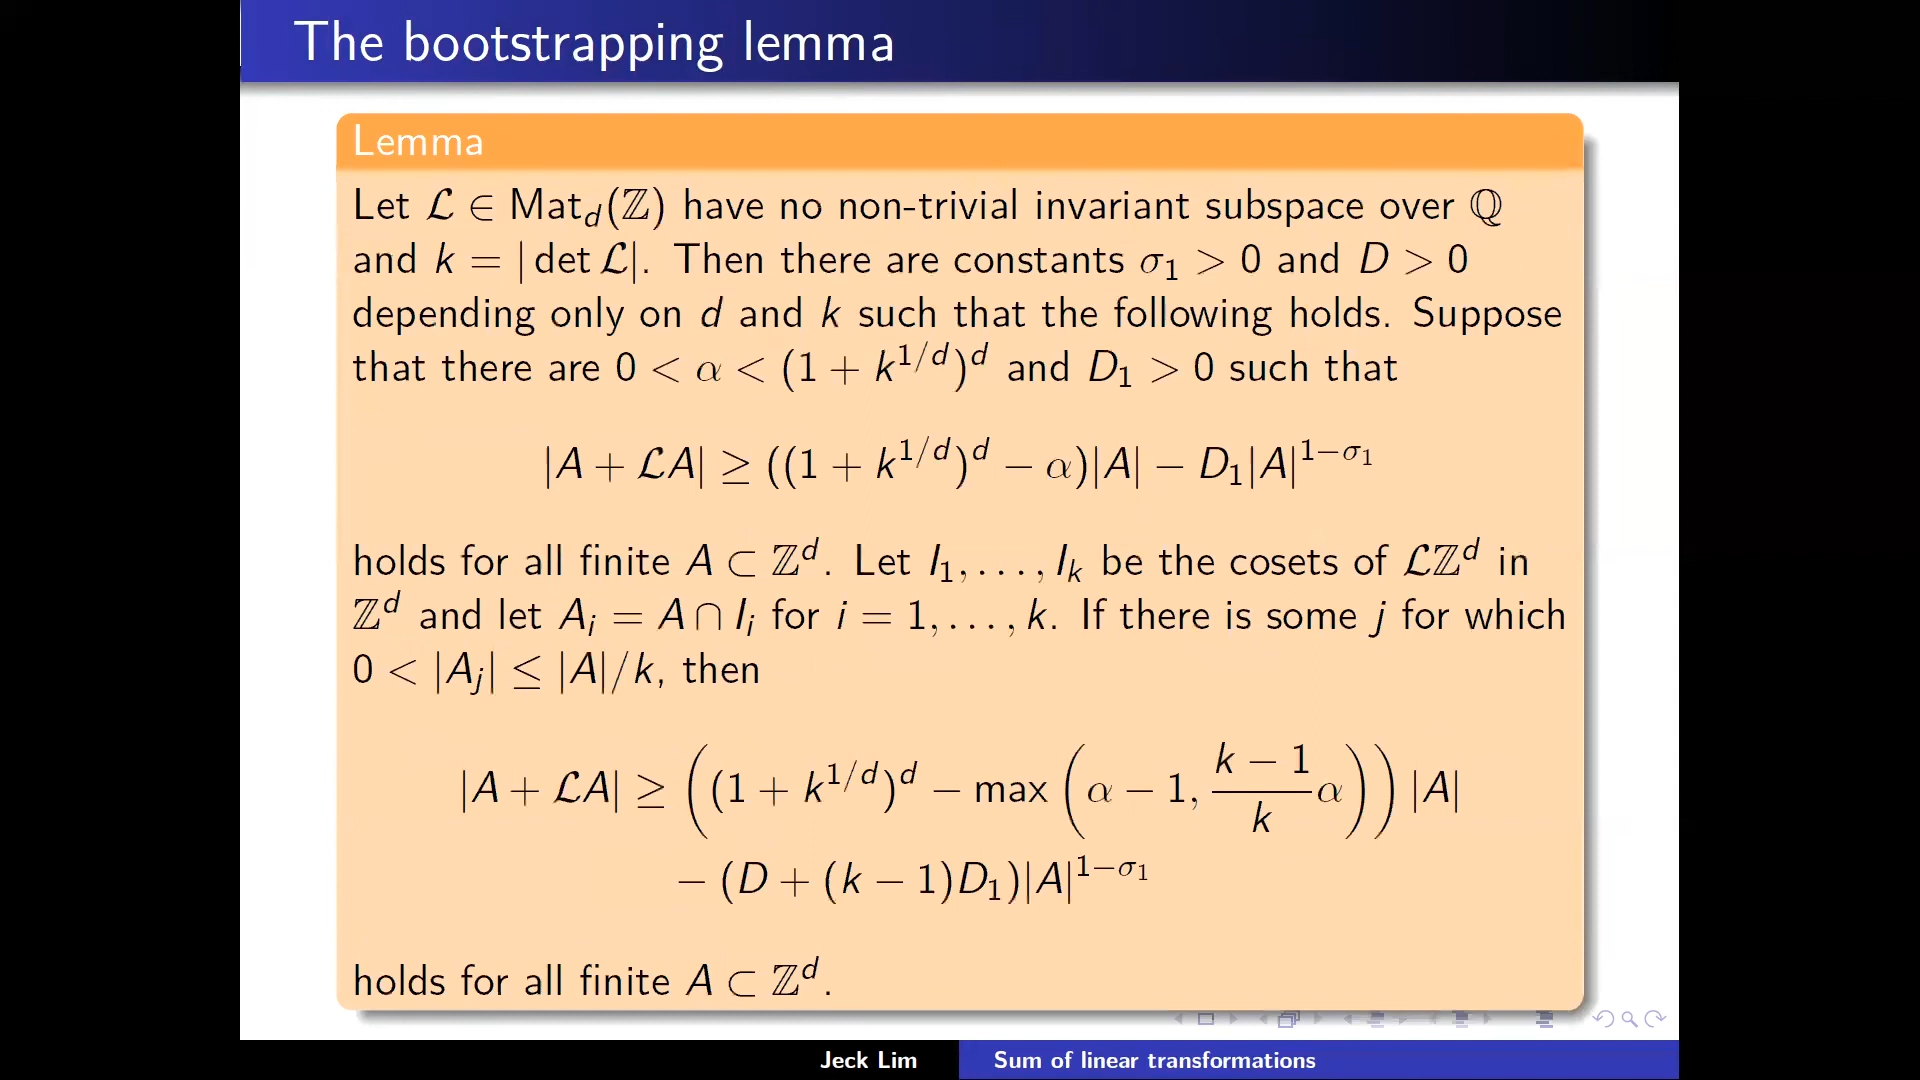 The bootstrapping lemma
Lemma
Let ℒ ∈ Mat_d(ℤ) have no non-trivial invariant subspace over ℚ
and k = |det ℒ|. Then there are constants σ₁ > 0 and D > 0
depending only on d and k such that the following holds. Suppose
that there are 0 < α < (1 + k^{1/d})^d and D₁ > 0 such that
|A + ℒA| ≥ ((1 + k^{1/d})^d − α)|A| − D₁|A|^{1−σ₁}
holds for all finite A ⊂ ℤ^d. Let I₁, . . . , I_k be the cosets of ℒℤ^d in
ℤ^d and let A_i = A ∩ I_i for i = 1, . . . , k. If there is some j for which
0 < |A_j| ≤ |A|/k, then
|A + ℒA| ≥ ((1 + k^{1/d})^d − max(α − 1, \frac{k − 1}{k}α))|A|
− (D + (k − 1)D₁)|A|^{1−σ₁}
holds for all finite A ⊂ ℤ^d.
Jeck Lim
Sum of linear transformations